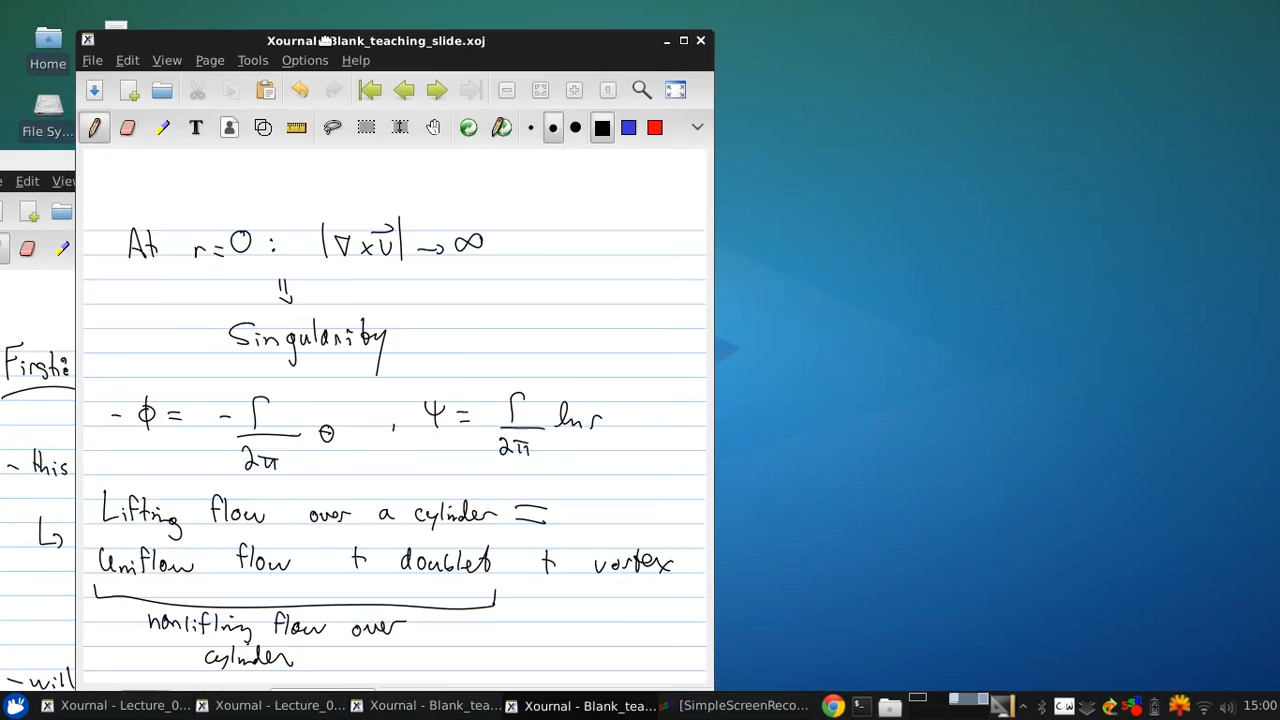 Home
File Sy...
Edit View
Firstis
- this
- will
Xournal - Blank_teaching_slide.xoj
File Edit View Page Tools Options Help
At r=0 : |∇ x V| → ∞
⇓
Singularity
- ϕ = - Γ/2π θ , Ψ = Γ/2π ln r
Lifting flow over a cylinder =
Uniflow flow + doublet + vortex
nonlifting flow over
cylinder
Xournal - Lecture_0... Xournal - Lecture_0... Xournal - Blank_tea... Xournal - Blank_tea... [SimpleScreenReco... 15:00